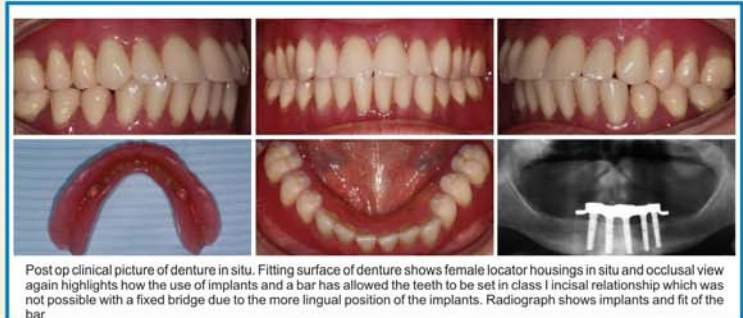 Post op clinical picture of denture in situ. Fitting surface of denture shows female locator housings in situ and occlusal view
again highlights how the use of implants and a bar has allowed the teeth to be set in class I incisal relationship which was
not possible with a fixed bridge due to the more lingual position of the implants. Radiograph shows implants and fit of the
bar